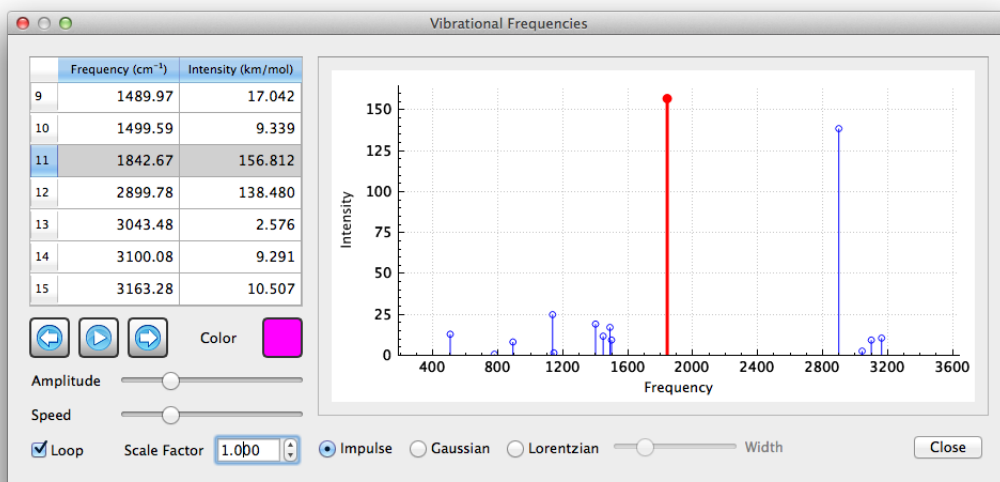 Vibrational Frequencies
Frequency (cm⁻¹) Intensity (km/mol)
9 1489.97 17.042
10 1499.59 9.339
11 1842.67 156.812
12 2899.78 138.480
13 3043.48 2.576
14 3100.08 9.291
15 3163.28 10.507
Color
Amplitude
Speed
Loop Scale Factor 1.000
Intensity
150
125
100
75
50
25
0
400 800 1200 1600 2000 2400 2800 3200 3600
Frequency
Impulse Gaussian Lorentzian Width Close